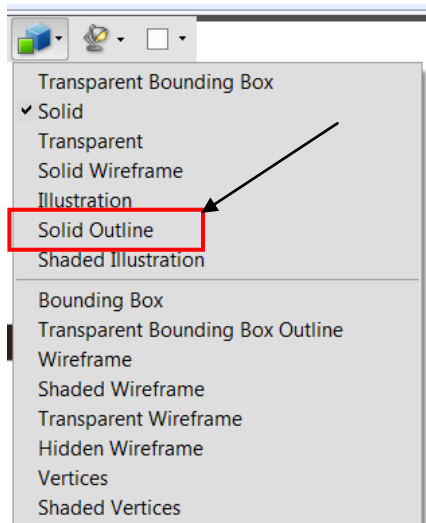 Transparent Bounding Box
Solid
Transparent
Solid Wireframe
Illustration
Solid Outline
Shaded Illustration
Bounding Box
Transparent Bounding Box Outline
Wireframe
Shaded Wireframe
Transparent Wireframe
Hidden Wireframe
Vertices
Shaded Vertices